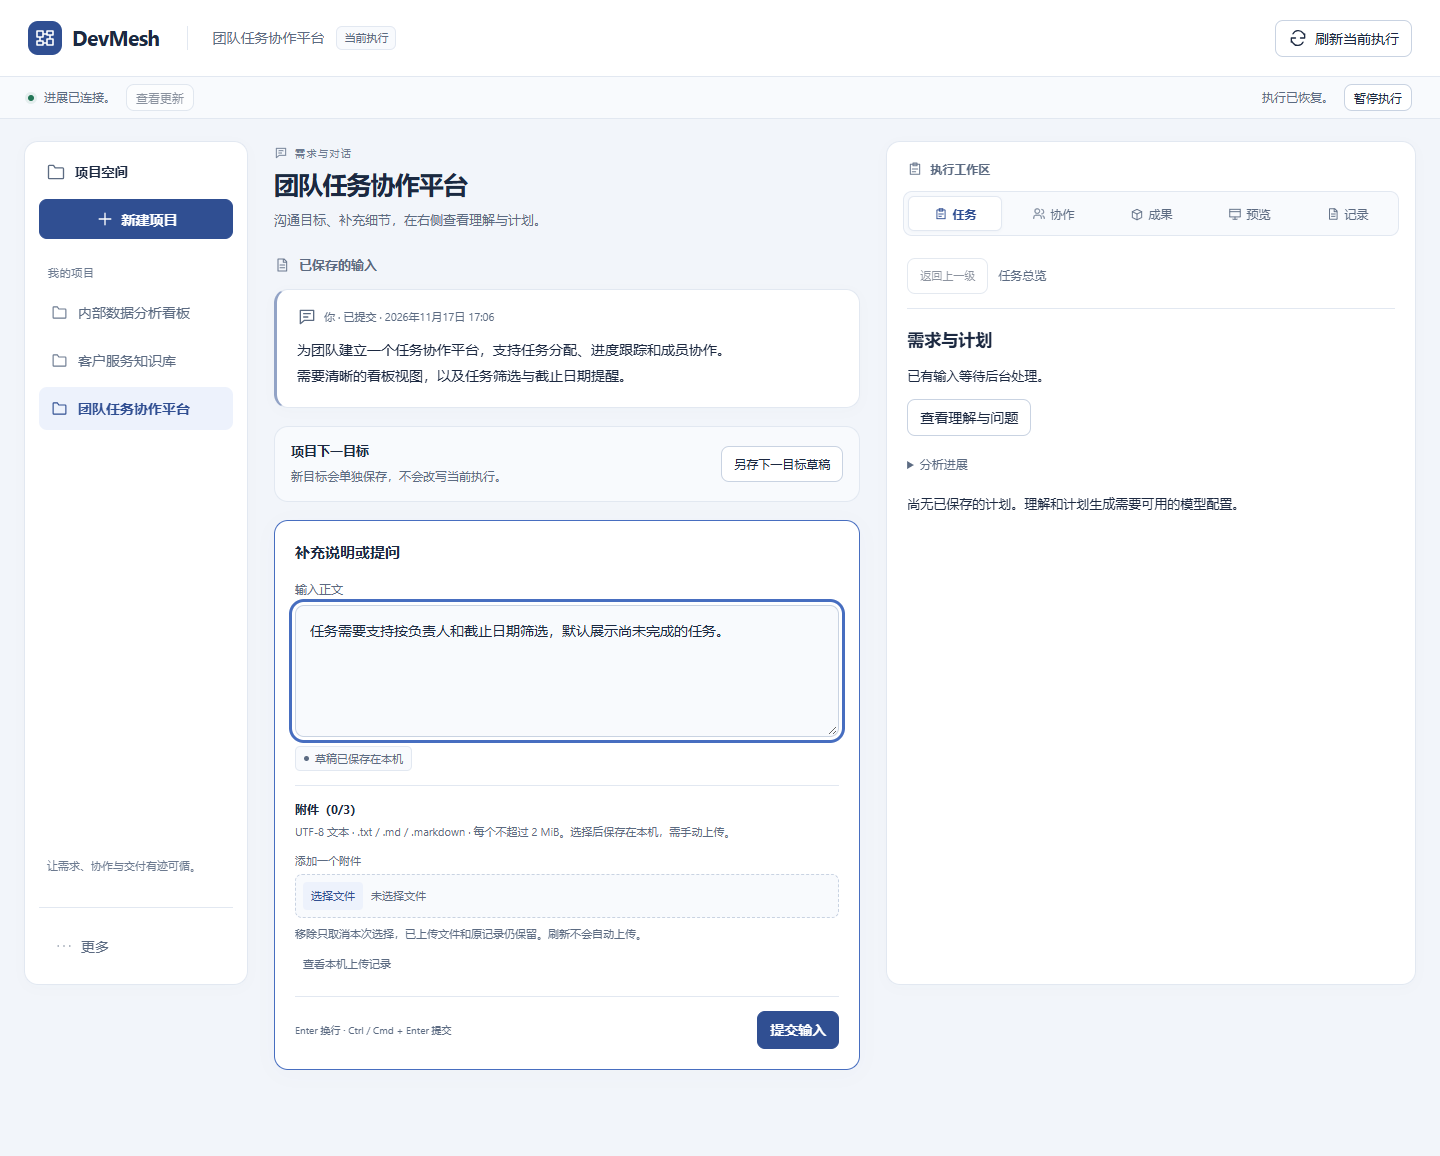 DevMesh
团队任务协作平台
当前执行
刷新当前执行
进展已连接。
查看更新
执行已恢复。
暂停执行
项目空间
新建项目
我的项目
内部数据分析看板
客户服务知识库
团队任务协作平台
让需求、协作与交付有迹可循。
··· 更多
需求与对话
团队任务协作平台
沟通目标、补充细节，在右侧查看理解与计划。
已保存的输入
你 · 已提交 · 2026年11月17日 17:06
为团队建立一个任务协作平台，支持任务分配、进度跟踪和成员协作。
需要清晰的看板视图，以及任务筛选与截止日期提醒。
项目下一目标
新目标会单独保存，不会改写当前执行。
另存下一目标草稿
补充说明或提问
输入正文
任务需要支持按负责人和截止日期筛选，默认展示尚未完成的任务。
草稿已保存在本机
附件（0/3）
UTF-8 文本 · .txt / .md / .markdown · 每个不超过 2 MiB。选择后保存在本机，需手动上传。
添加一个附件
选择文件 未选择文件
移除只取消本次选择，已上传文件和原记录仍保留。刷新不会自动上传。
查看本机上传记录
Enter 换行 · Ctrl / Cmd + Enter 提交
提交输入
执行工作区
任务
协作
成果
预览
记录
返回上一级
任务总览
需求与计划
已有输入等待后台处理。
查看理解与问题
分析进展
尚无已保存的计划。理解和计划生成需要可用的模型配置。